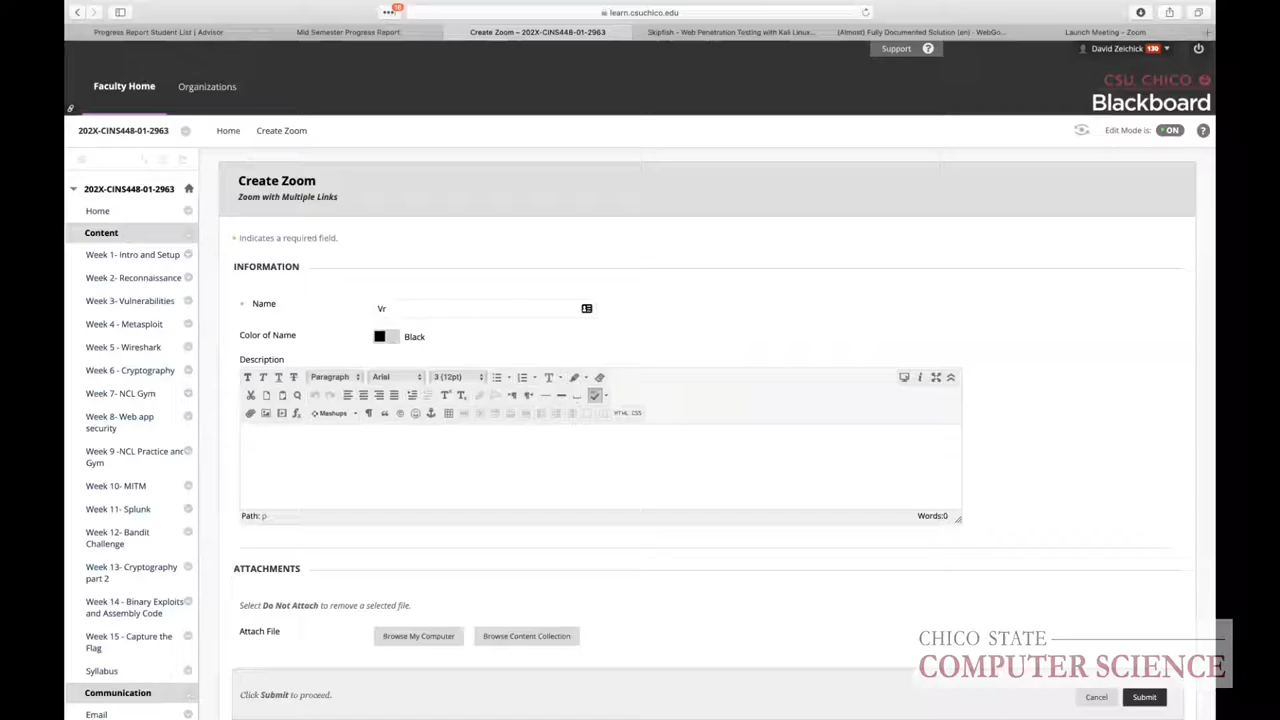 16
learn.csuchico.edu
Progress Report Student List | Advisor
Mid Semester Progress Report
Create Zoom – 202X-CINS448-01-2963
Skipfish – Web Penetration Testing with Kali Linux...
(Almost) Fully Documented Solution (en) · WebGo...
Launch Meeting - Zoom
Support ?
David Zeichick 130
Faculty Home
Organizations
CSU, CHICO
Blackboard
202X-CINS448-01-2963
Home
Create Zoom
Edit Mode is: ON ?
202X-CINS448-01-2963
Home
Content
Week 1- Intro and Setup
Week 2- Reconnaissance
Week 3- Vulnerabilities
Week 4 - Metasploit
Week 5 - Wireshark
Week 6 - Cryptography
Week 7- NCL Gym
Week 8- Web app
security
Week 9 -NCL Practice and
Gym
Week 10- MITM
Week 11- Splunk
Week 12- Bandit
Challenge
Week 13- Cryptography
part 2
Week 14 - Binary Exploits
and Assembly Code
Week 15 - Capture the
Flag
Syllabus
Communication
Email
Create Zoom
Zoom with Multiple Links
* Indicates a required field.
INFORMATION
* Name
Vr
Color of Name
Black
Description
Paragraph Arial 3 (12pt)
Mashups HTML CSS
Path: p
Words:0
ATTACHMENTS
Select Do Not Attach to remove a selected file.
Attach File
Browse My Computer
Browse Content Collection
Click Submit to proceed.
Cancel
Submit
CHICO STATE
COMPUTER SCIENCE